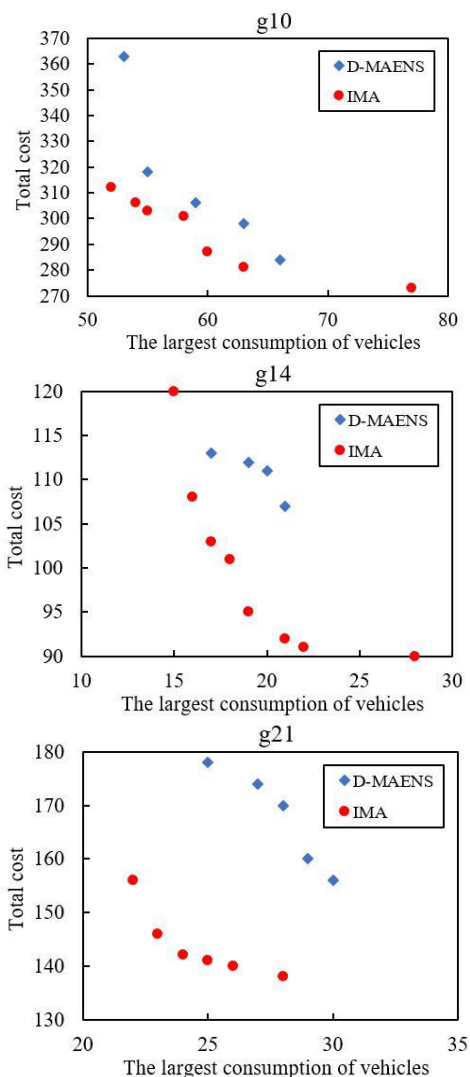 g10
370
360
350
340
330
320
310
300
290
280
270
50 60 70 80
Total cost
The largest consumption of vehicles
D-MAENS
IMA
g14
120
115
110
105
100
95
90
10 15 20 25 30
Total cost
The largest consumption of vehicles
D-MAENS
IMA
g21
180
170
160
150
140
130
20 25 30 35
Total cost
The largest consumption of vehicles
D-MAENS
IMA